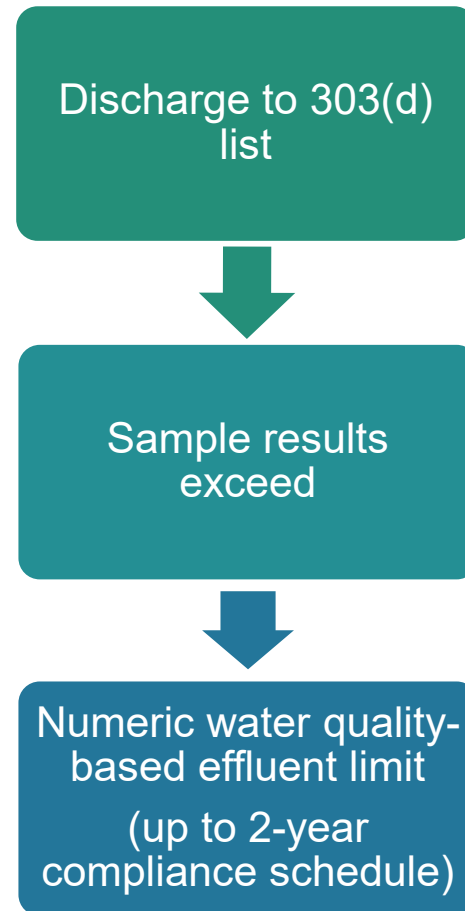 Discharge to 303(d)
list
Sample results
exceed
Numeric water quality-
based effluent limit
(up to 2-year
compliance schedule)